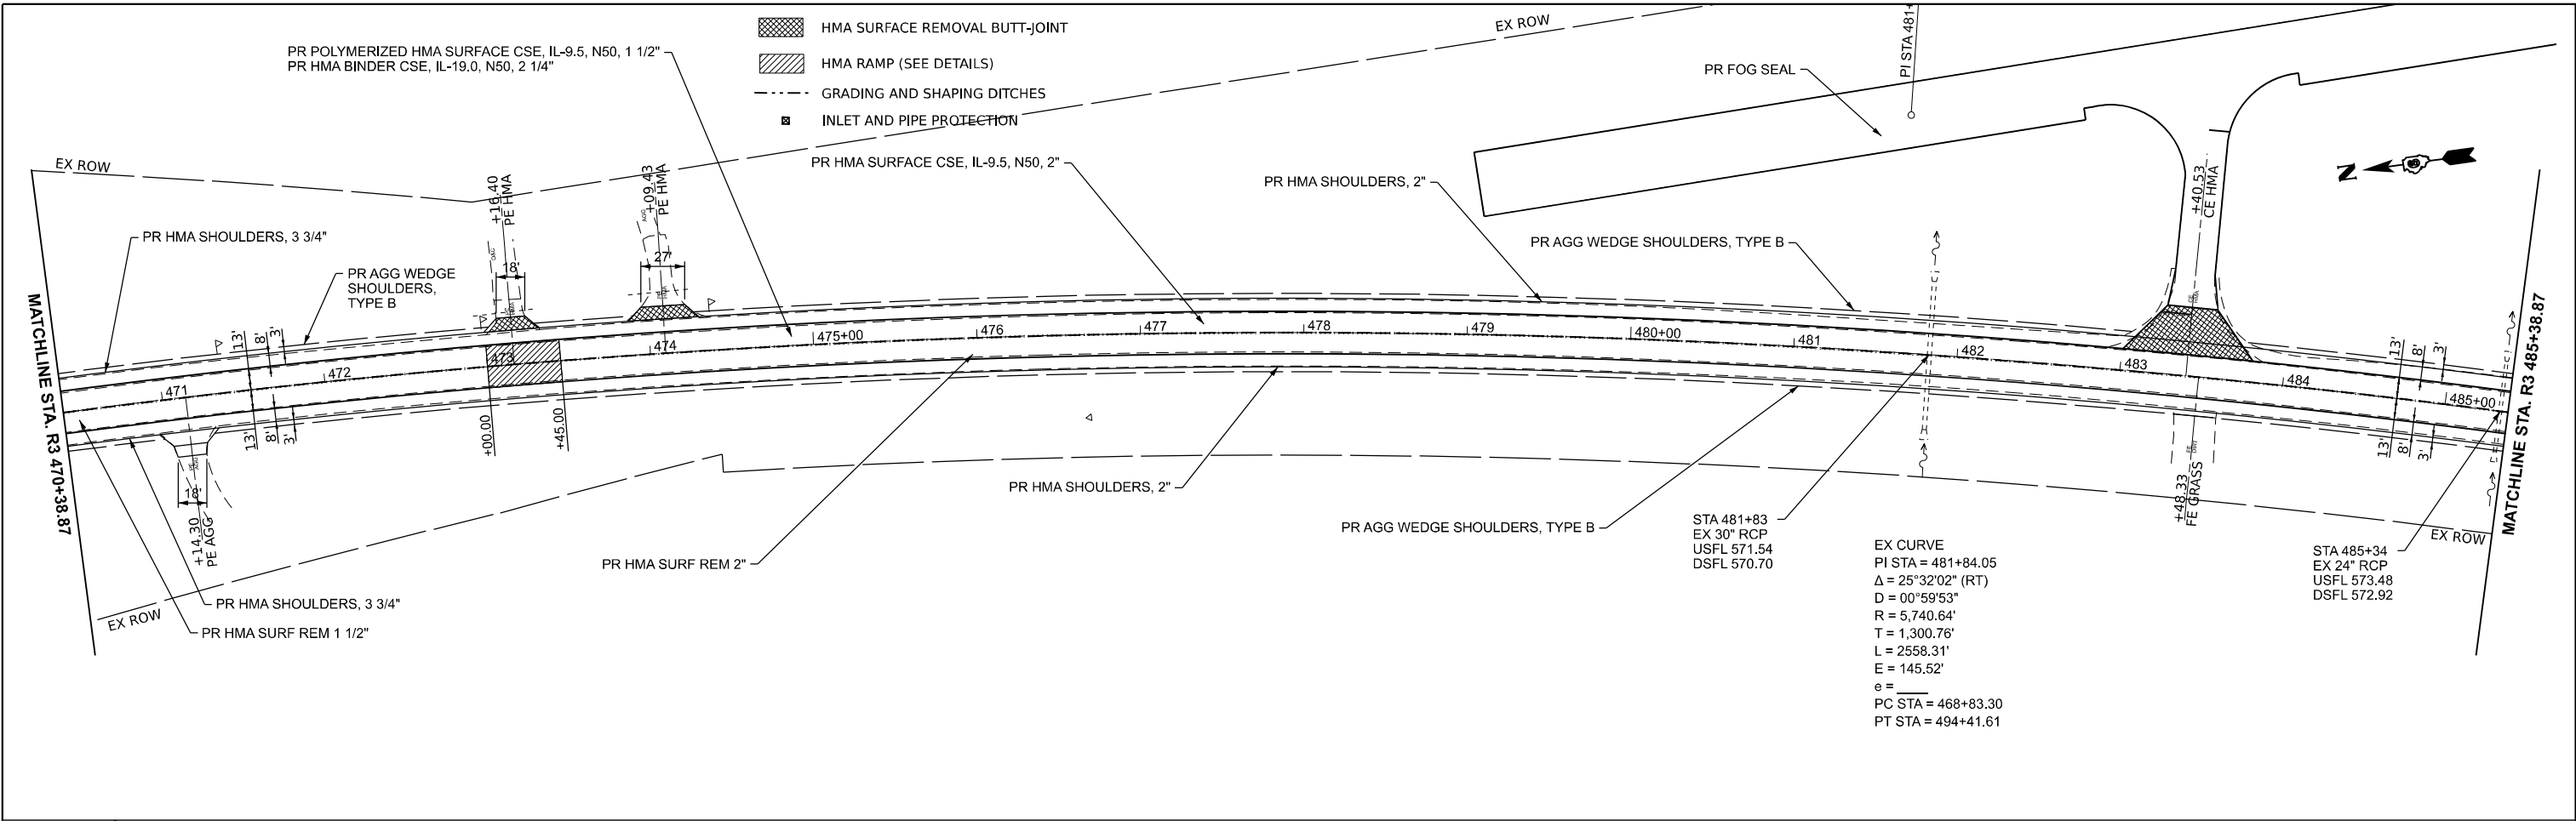 HMA SURFACE REMOVAL BUTT-JOINT
HMA RAMP (SEE DETAILS)
GRADING AND SHAPING DITCHES
INLET AND PIPE PROTECTION
PR POLYMERIZED HMA SURFACE CSE, IL-9.5, N50, 1 1/2"
PR HMA BINDER CSE, IL-19.0, N50, 2 1/4"
EX ROW
PI STA 481+
PR FOG SEAL
EX ROW
+16.40
PE HMA
+09.43
PE HMA
PR HMA SURFACE CSE, IL-9.5, N50, 2"
PR HMA SHOULDERS, 2"
+40.53
CE HMA
N
PR HMA SHOULDERS, 3 3/4"
PR AGG WEDGE
SHOULDERS,
TYPE B
18'
27'
PR AGG WEDGE SHOULDERS, TYPE B
MATCHLINE STA. R3 470+38.87
13'
8'
3'
471
472
473
474
475+00
476
477
478
479
480+00
481
482
483
484
485+00
13'
8'
3'
MATCHLINE STA. R3 485+38.87
13'
8'
3'
+00.00
+45.00
13'
8'
3'
18'
+14.30
PE AGG
PR HMA SHOULDERS, 2"
PR AGG WEDGE SHOULDERS, TYPE B
+48.33
FE GRASS
PR HMA SURF REM 2"
STA 481+83
EX 30" RCP
USFL 571.54
DSFL 570.70
EX ROW
STA 485+34
EX 24" RCP
USFL 573.48
DSFL 572.92
EX ROW
PR HMA SHOULDERS, 3 3/4"
PR HMA SURF REM 1 1/2"
EX CURVE
PI STA = 481+84.05
Δ = 25°32'02" (RT)
D = 00°59'53"
R = 5,740.64'
T = 1,300.76'
L = 2558.31'
E = 145.52'
e = ____
PC STA = 468+83.30
PT STA = 494+41.61